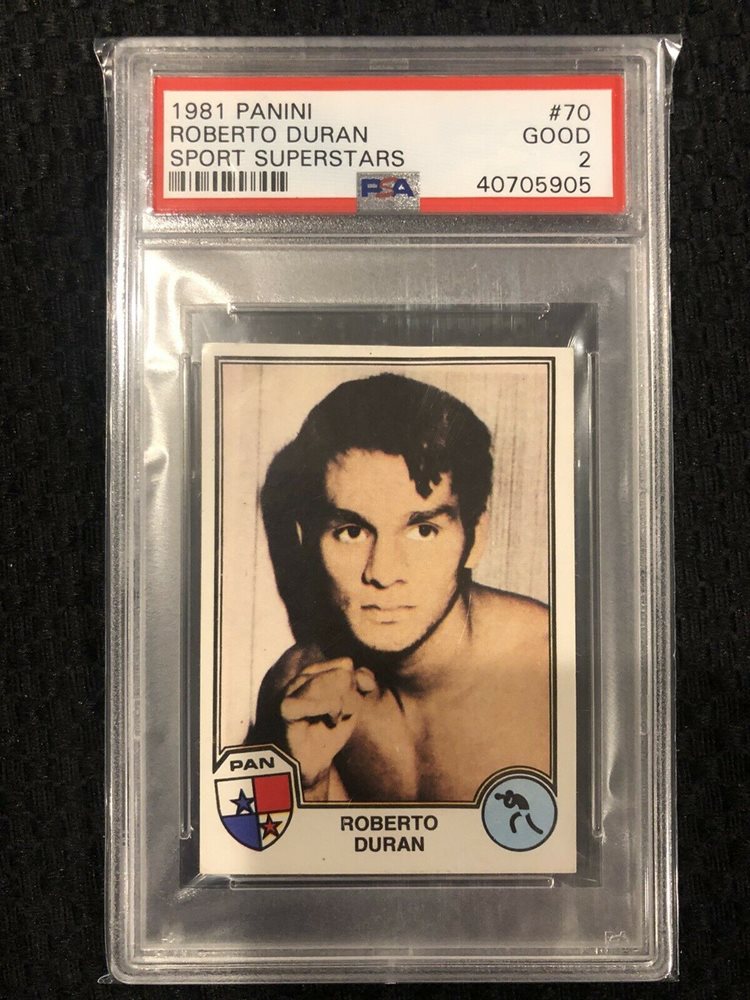 1981 PANINI #70
ROBERTO DURAN GOOD
SPORT SUPERSTARS 2
PSA 40705905
PAN
ROBERTO
DURAN